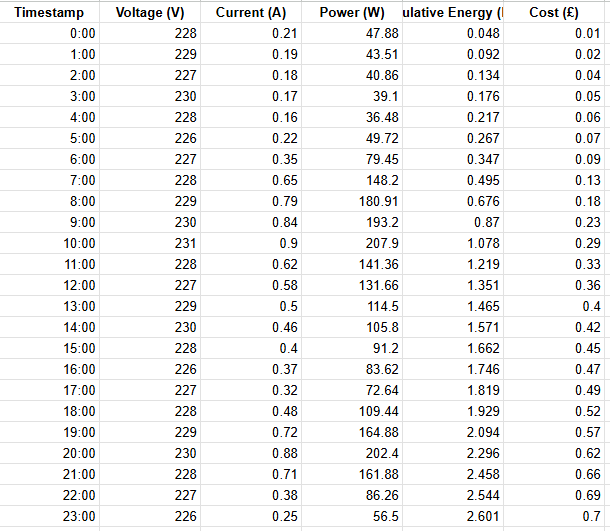 Timestamp Voltage (V) Current (A) Power (W) ulative Energy ( Cost (£)
0:00 228 0.21 47.88 0.048 0.01
1:00 229 0.19 43.51 0.092 0.02
2:00 227 0.18 40.86 0.134 0.04
3:00 230 0.17 39.1 0.176 0.05
4:00 228 0.16 36.48 0.217 0.06
5:00 226 0.22 49.72 0.267 0.07
6:00 227 0.35 79.45 0.347 0.09
7:00 228 0.65 148.2 0.495 0.13
8:00 229 0.79 180.91 0.676 0.18
9:00 230 0.84 193.2 0.87 0.23
10:00 231 0.9 207.9 1.078 0.29
11:00 228 0.62 141.36 1.219 0.33
12:00 227 0.58 131.66 1.351 0.36
13:00 229 0.5 114.5 1.465 0.4
14:00 230 0.46 105.8 1.571 0.42
15:00 228 0.4 91.2 1.662 0.45
16:00 226 0.37 83.62 1.746 0.47
17:00 227 0.32 72.64 1.819 0.49
18:00 228 0.48 109.44 1.929 0.52
19:00 229 0.72 164.88 2.094 0.57
20:00 230 0.88 202.4 2.296 0.62
21:00 228 0.71 161.88 2.458 0.66
22:00 227 0.38 86.26 2.544 0.69
23:00 226 0.25 56.5 2.601 0.7